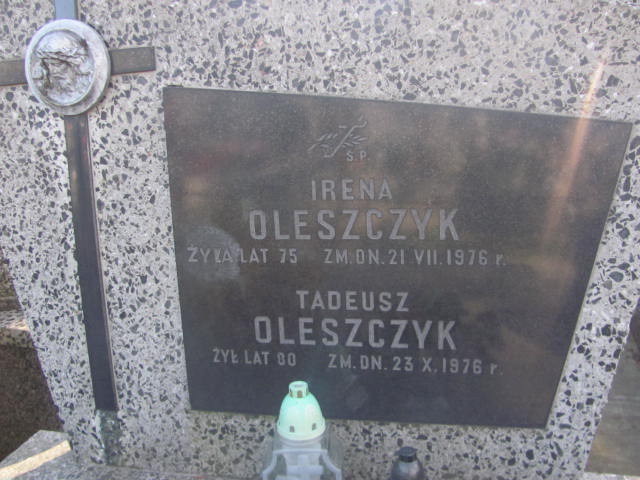 Ś.P.
IRENA
OLESZCZYK
ŻYŁA LAT 75 ZM. DN. 21 VII. 1976 r.
TADEUSZ
OLESZCZYK
ŻYŁ LAT 80 ZM. DN. 23 X. 1976 r.